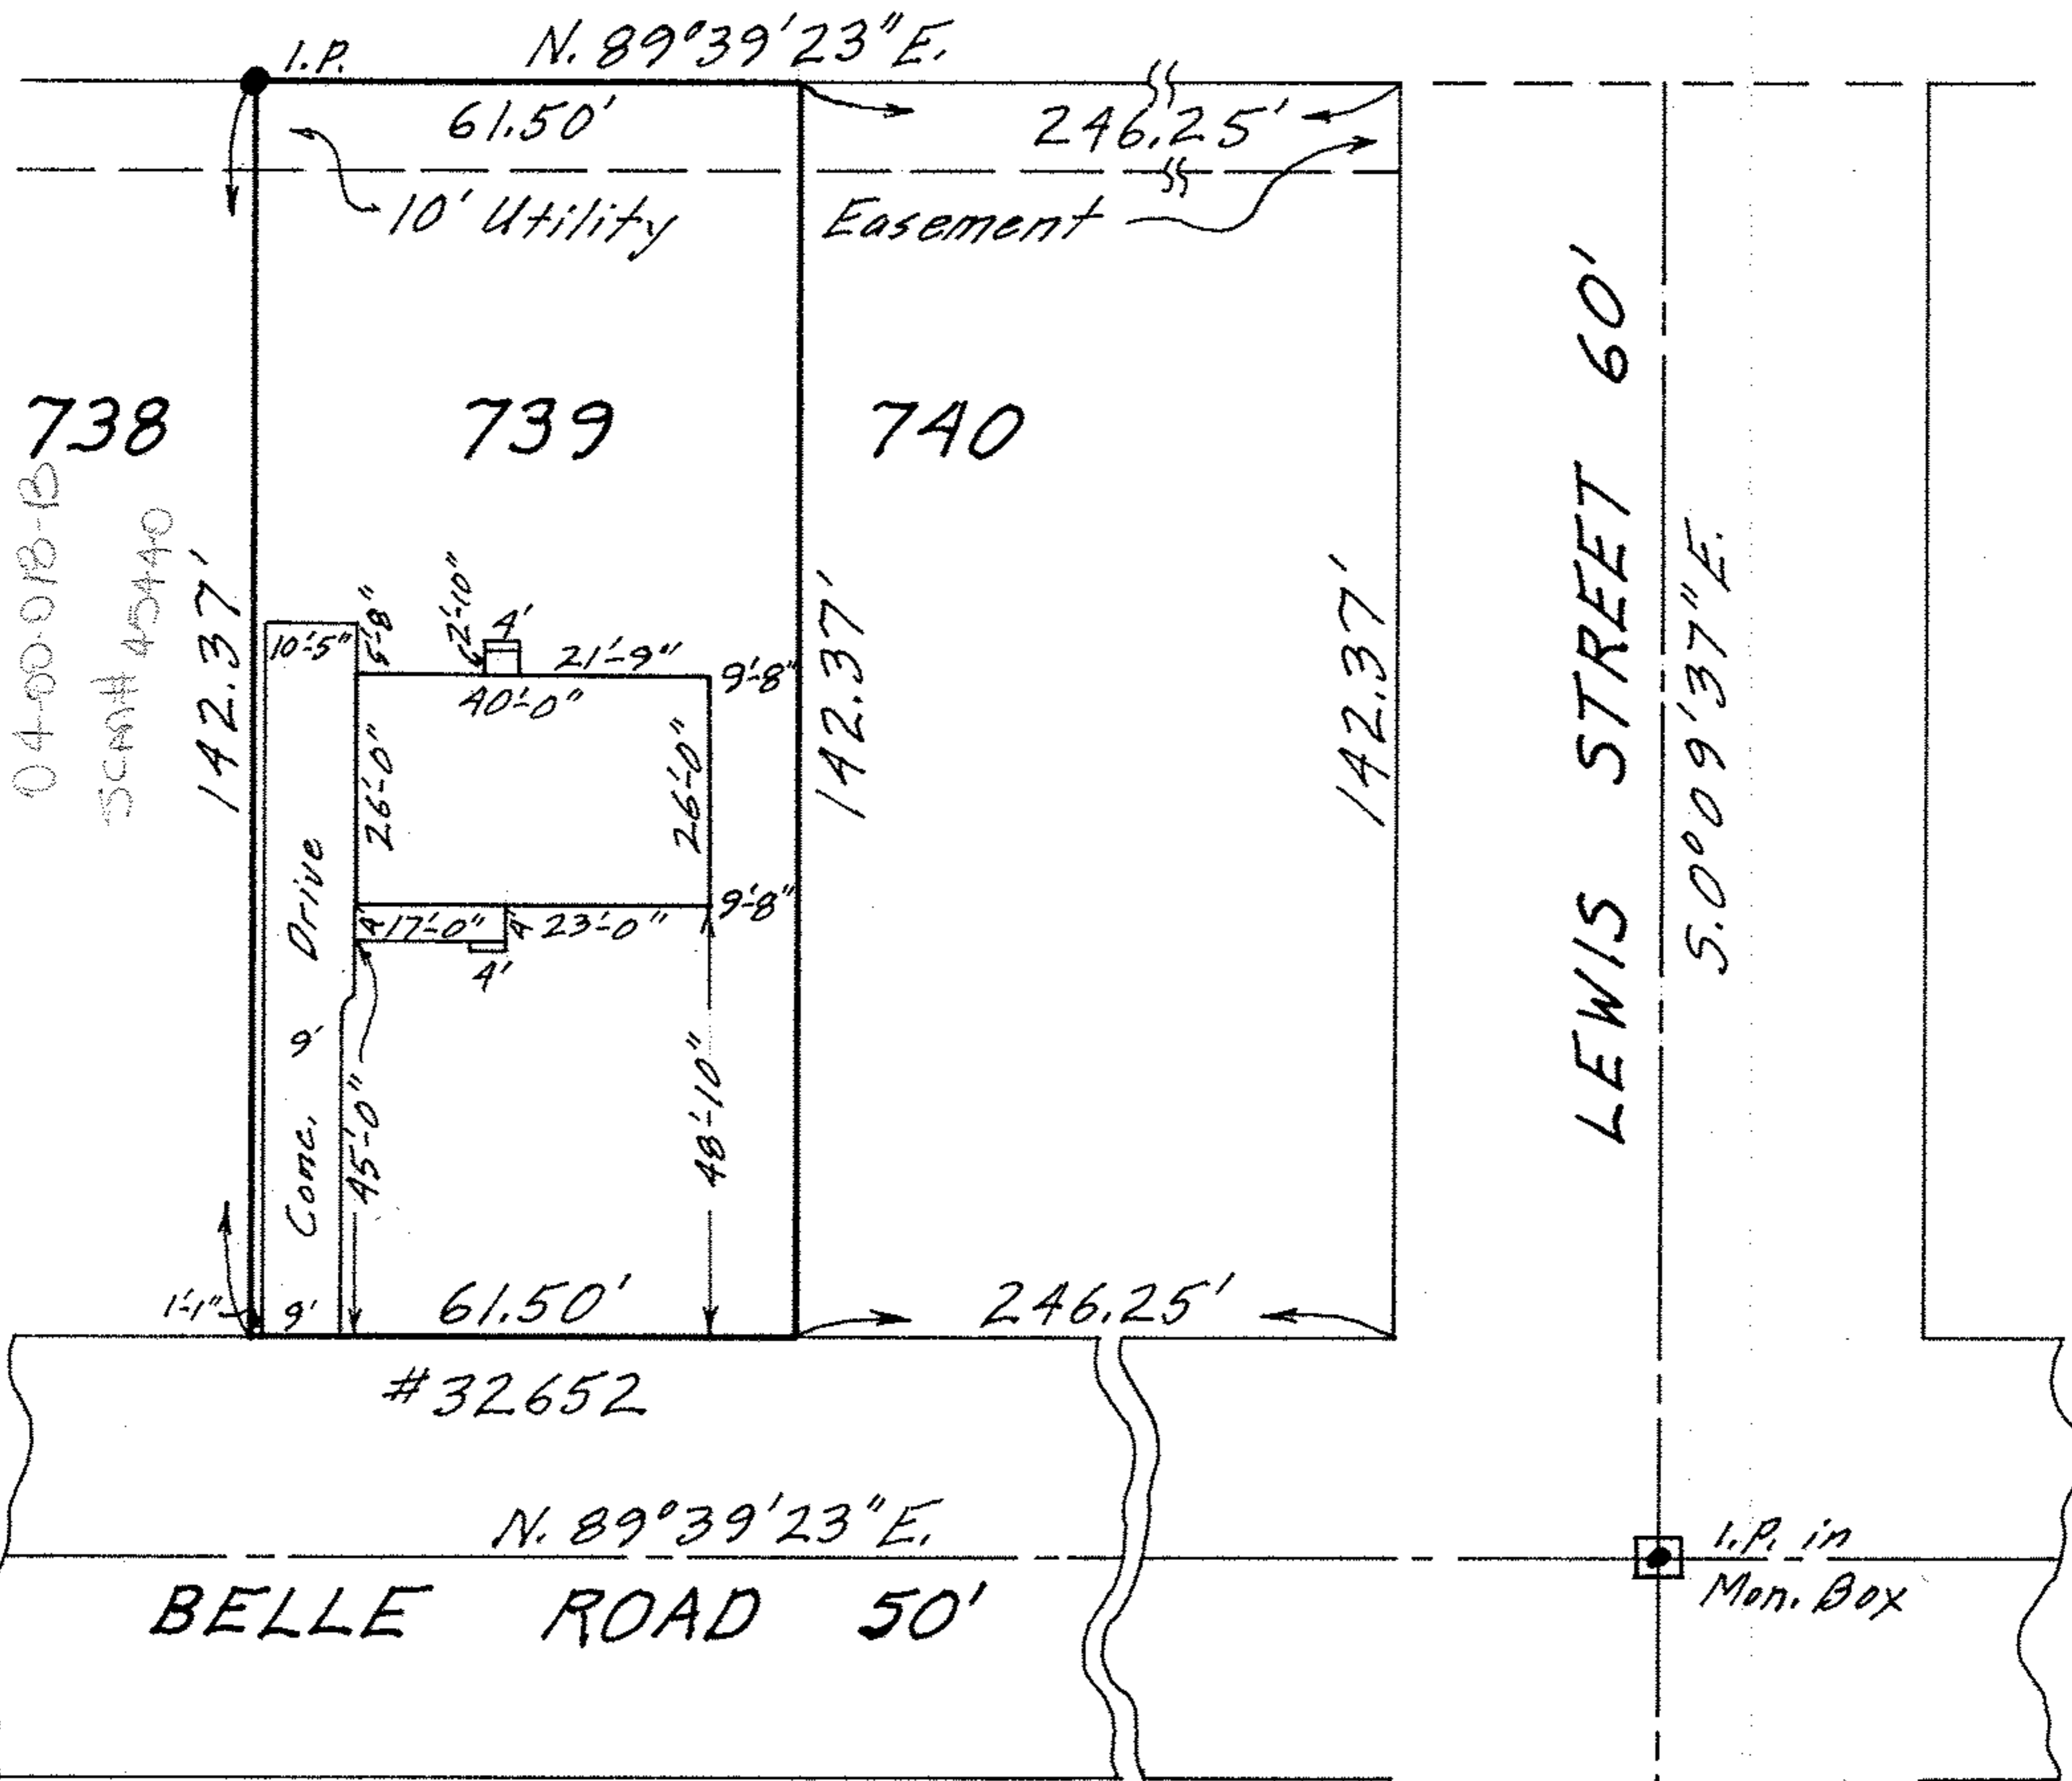 I.P.
N. 89°39'23"E.
61.50'
246.25'
10' Utility Easement
738
739
740
04-00-018-13
Scan# 45440
142.37'
142.37'
142.37'
10'-5"
5'-8"
2'-10"
4'
21'-9"
9'-8"
40'-0"
26'-0"
26'-0"
9'-8"
4'
17'-0"
4'
23'-0"
4'
Conc. 9' Drive
45'-0"
48'-10"
1'-1"
9'
61.50'
246.25'
#32652
LEWIS STREET 60'
S.0°09'37"E.
N. 89°39'23"E.
BELLE ROAD 50'
I.P. in
Mon. Box